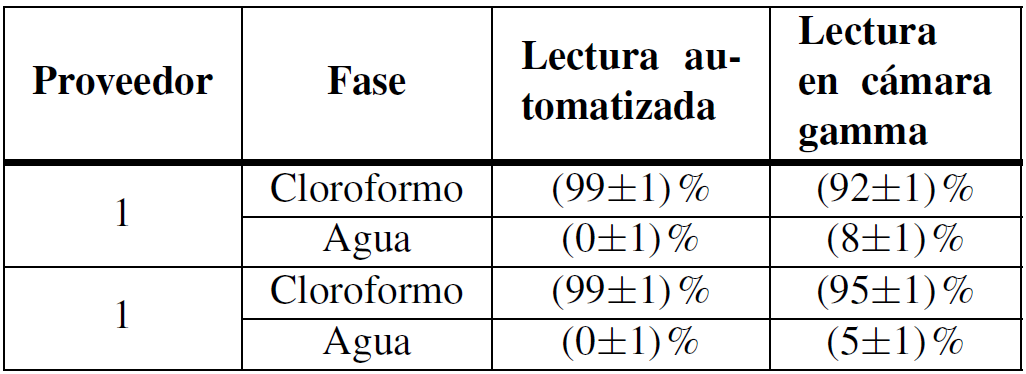 Proveedor Fase Lectura au-
tomatizada Lectura
en cámara
gamma
1 Cloroformo (99±1)% (92±1)%
Agua (0±1)% (8±1)%
1 Cloroformo (99±1)% (95±1)%
Agua (0±1)% (5±1)%